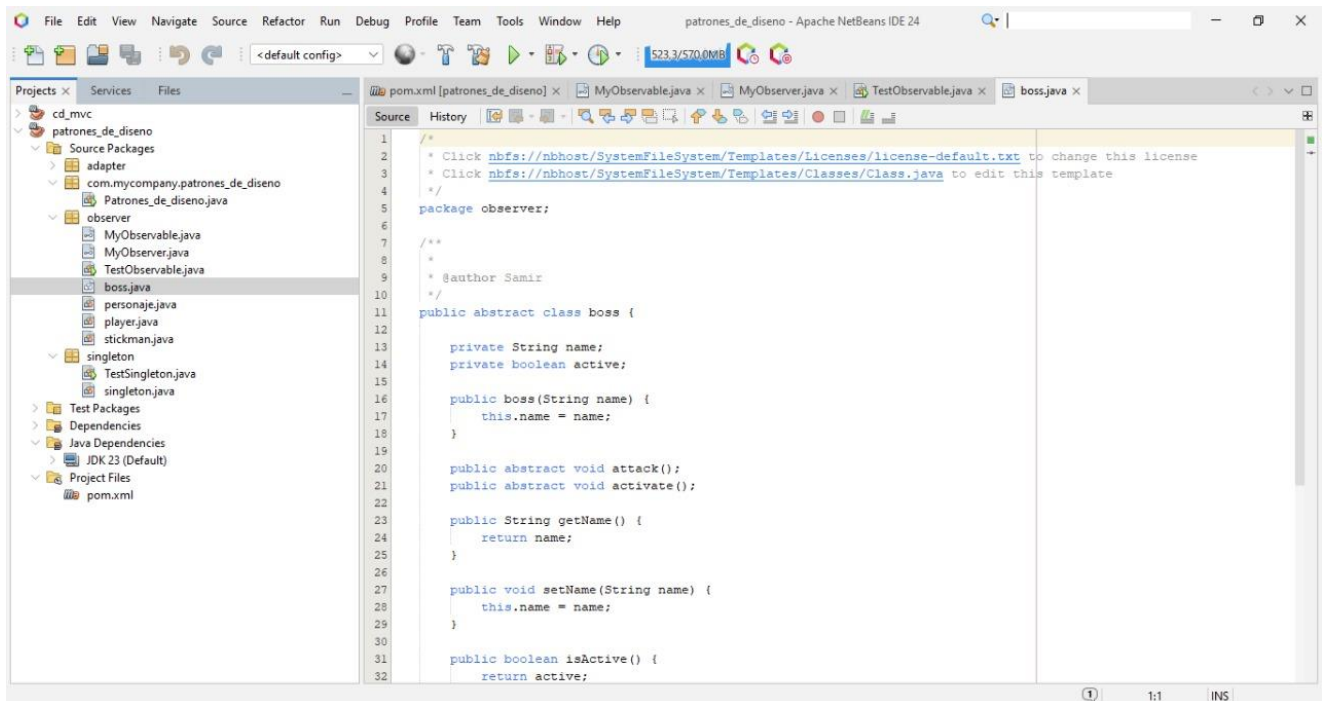 File Edit View Navigate Source Refactor Run Debug Profile Team Tools Window Help patrones_de_diseno - Apache NetBeans IDE 24
<default config> 523.3/570.0MB
Projects Services Files
cd_mvc
patrones_de_diseno
Source Packages
adapter
com.mycompany.patrones_de_diseno
Patrones_de_diseno.java
observer
MyObservable.java
MyObserver.java
TestObservable.java
boss.java
personaje.java
player.java
stickman.java
singleton
TestSingleton.java
singleton.java
Test Packages
Dependencies
Java Dependencies
JDK 23 (Default)
Project Files
pom.xml
pom.xml [patrones_de_diseno] MyObservable.java MyObserver.java TestObservable.java boss.java
Source History
1 /*
2 * Click nbfs://nbhost/SystemFileSystem/Templates/Licenses/license-default.txt to change this license
3 * Click nbfs://nbhost/SystemFileSystem/Templates/Classes/Class.java to edit this template
4 */
5 package observer;
6
7 /**
8 *
9 * @author Samir
10 */
11 public abstract class boss {
12
13 private String name;
14 private boolean active;
15
16 public boss(String name) {
17 this.name = name;
18 }
19
20 public abstract void attack();
21 public abstract void activate();
22
23 public String getName() {
24 return name;
25 }
26
27 public void setName(String name) {
28 this.name = name;
29 }
30
31 public boolean isActive() {
32 return active;
1 1:1 INS